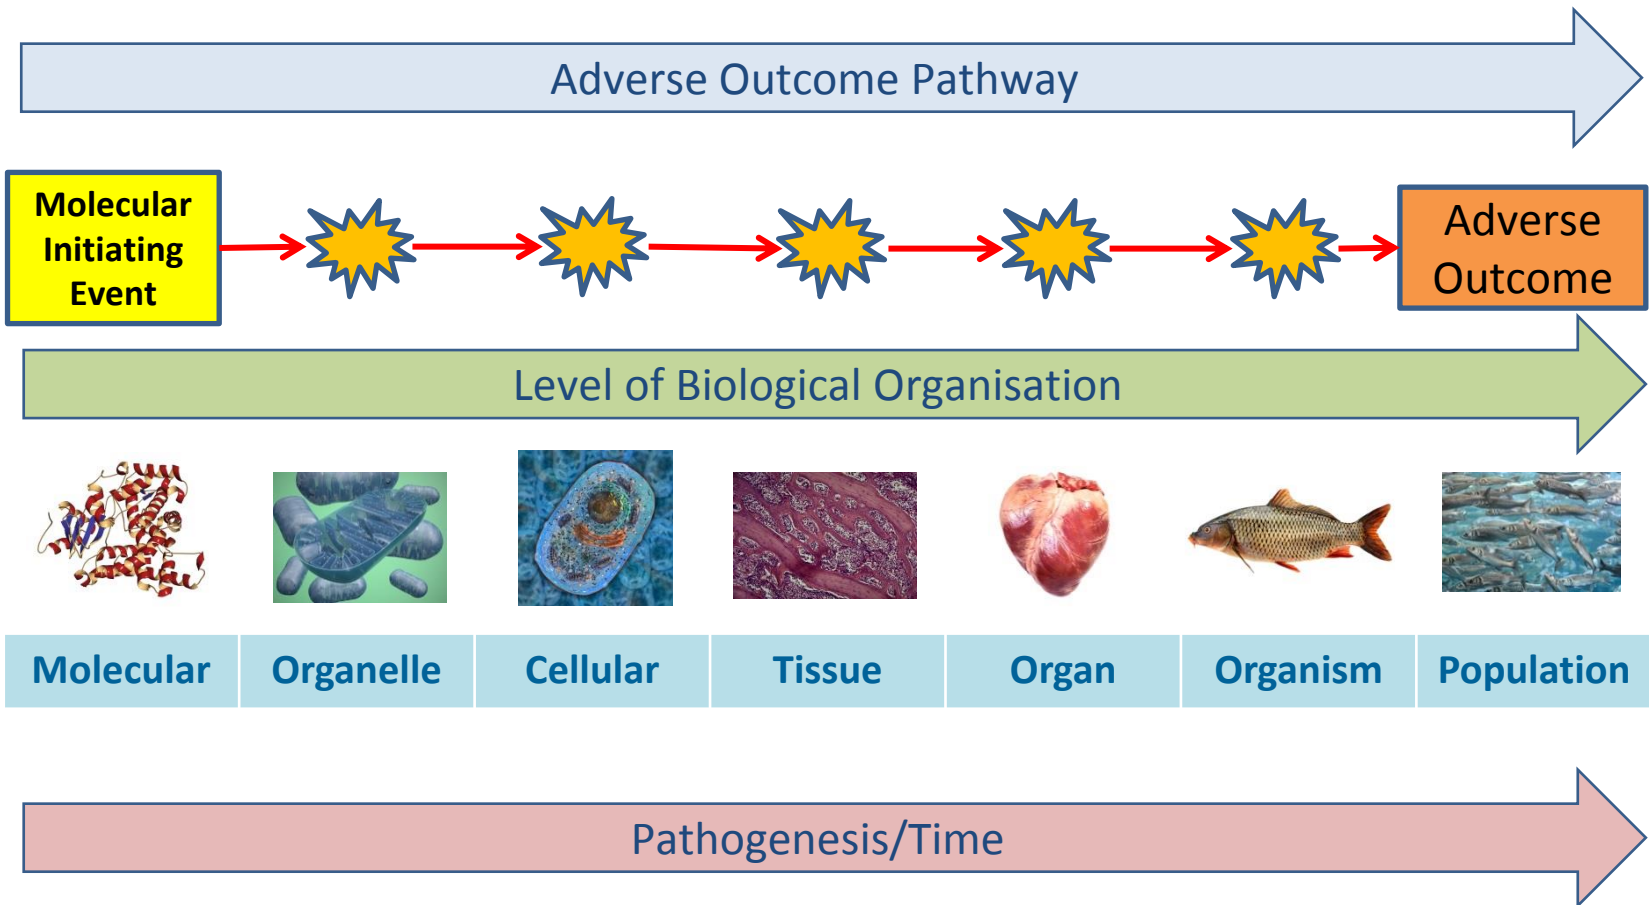 Adverse Outcome Pathway
Molecular
Initiating
Event
Adverse
Outcome
Level of Biological Organisation
Molecular
Organelle
Cellular
Tissue
Organ
Organism
Population
Pathogenesis/Time